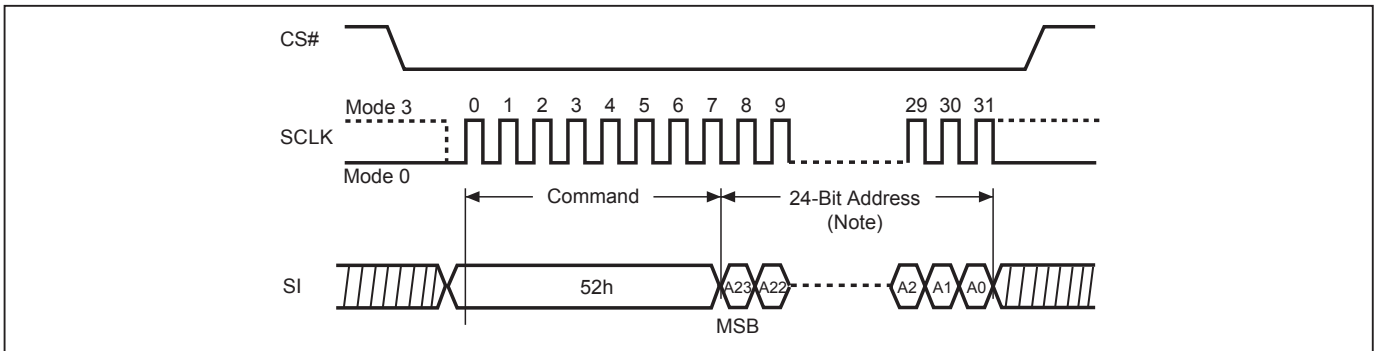 CS#
Mode 3
0 1 2 3 4 5 6 7 8 9 29 30 31
SCLK
Mode 0
Command
24-Bit Address
(Note)
SI
52h
A23 A22 A2 A1 A0
MSB